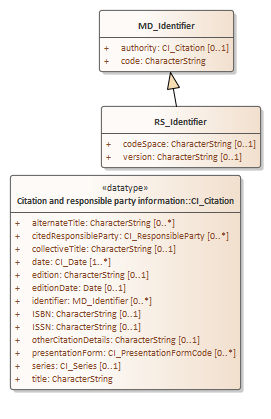 MD_Identifier
+ authority: CI_Citation [0..1]
+ code: CharacterString
RS_Identifier
+ codeSpace: CharacterString [0..1]
+ version: CharacterString [0..1]
«datatype»
Citation and responsible party information::CI_Citation
+ alternateTitle: CharacterString [0..*]
+ citedResponsibleParty: CI_ResponsibleParty [0..*]
+ collectiveTitle: CharacterString [0..1]
+ date: CI_Date [1..*]
+ edition: CharacterString [0..1]
+ editionDate: Date [0..1]
+ identifier: MD_Identifier [0..*]
+ ISBN: CharacterString [0..1]
+ ISSN: CharacterString [0..1]
+ otherCitationDetails: CharacterString [0..1]
+ presentationForm: CI_PresentationFormCode [0..*]
+ series: CI_Series [0..1]
+ title: CharacterString